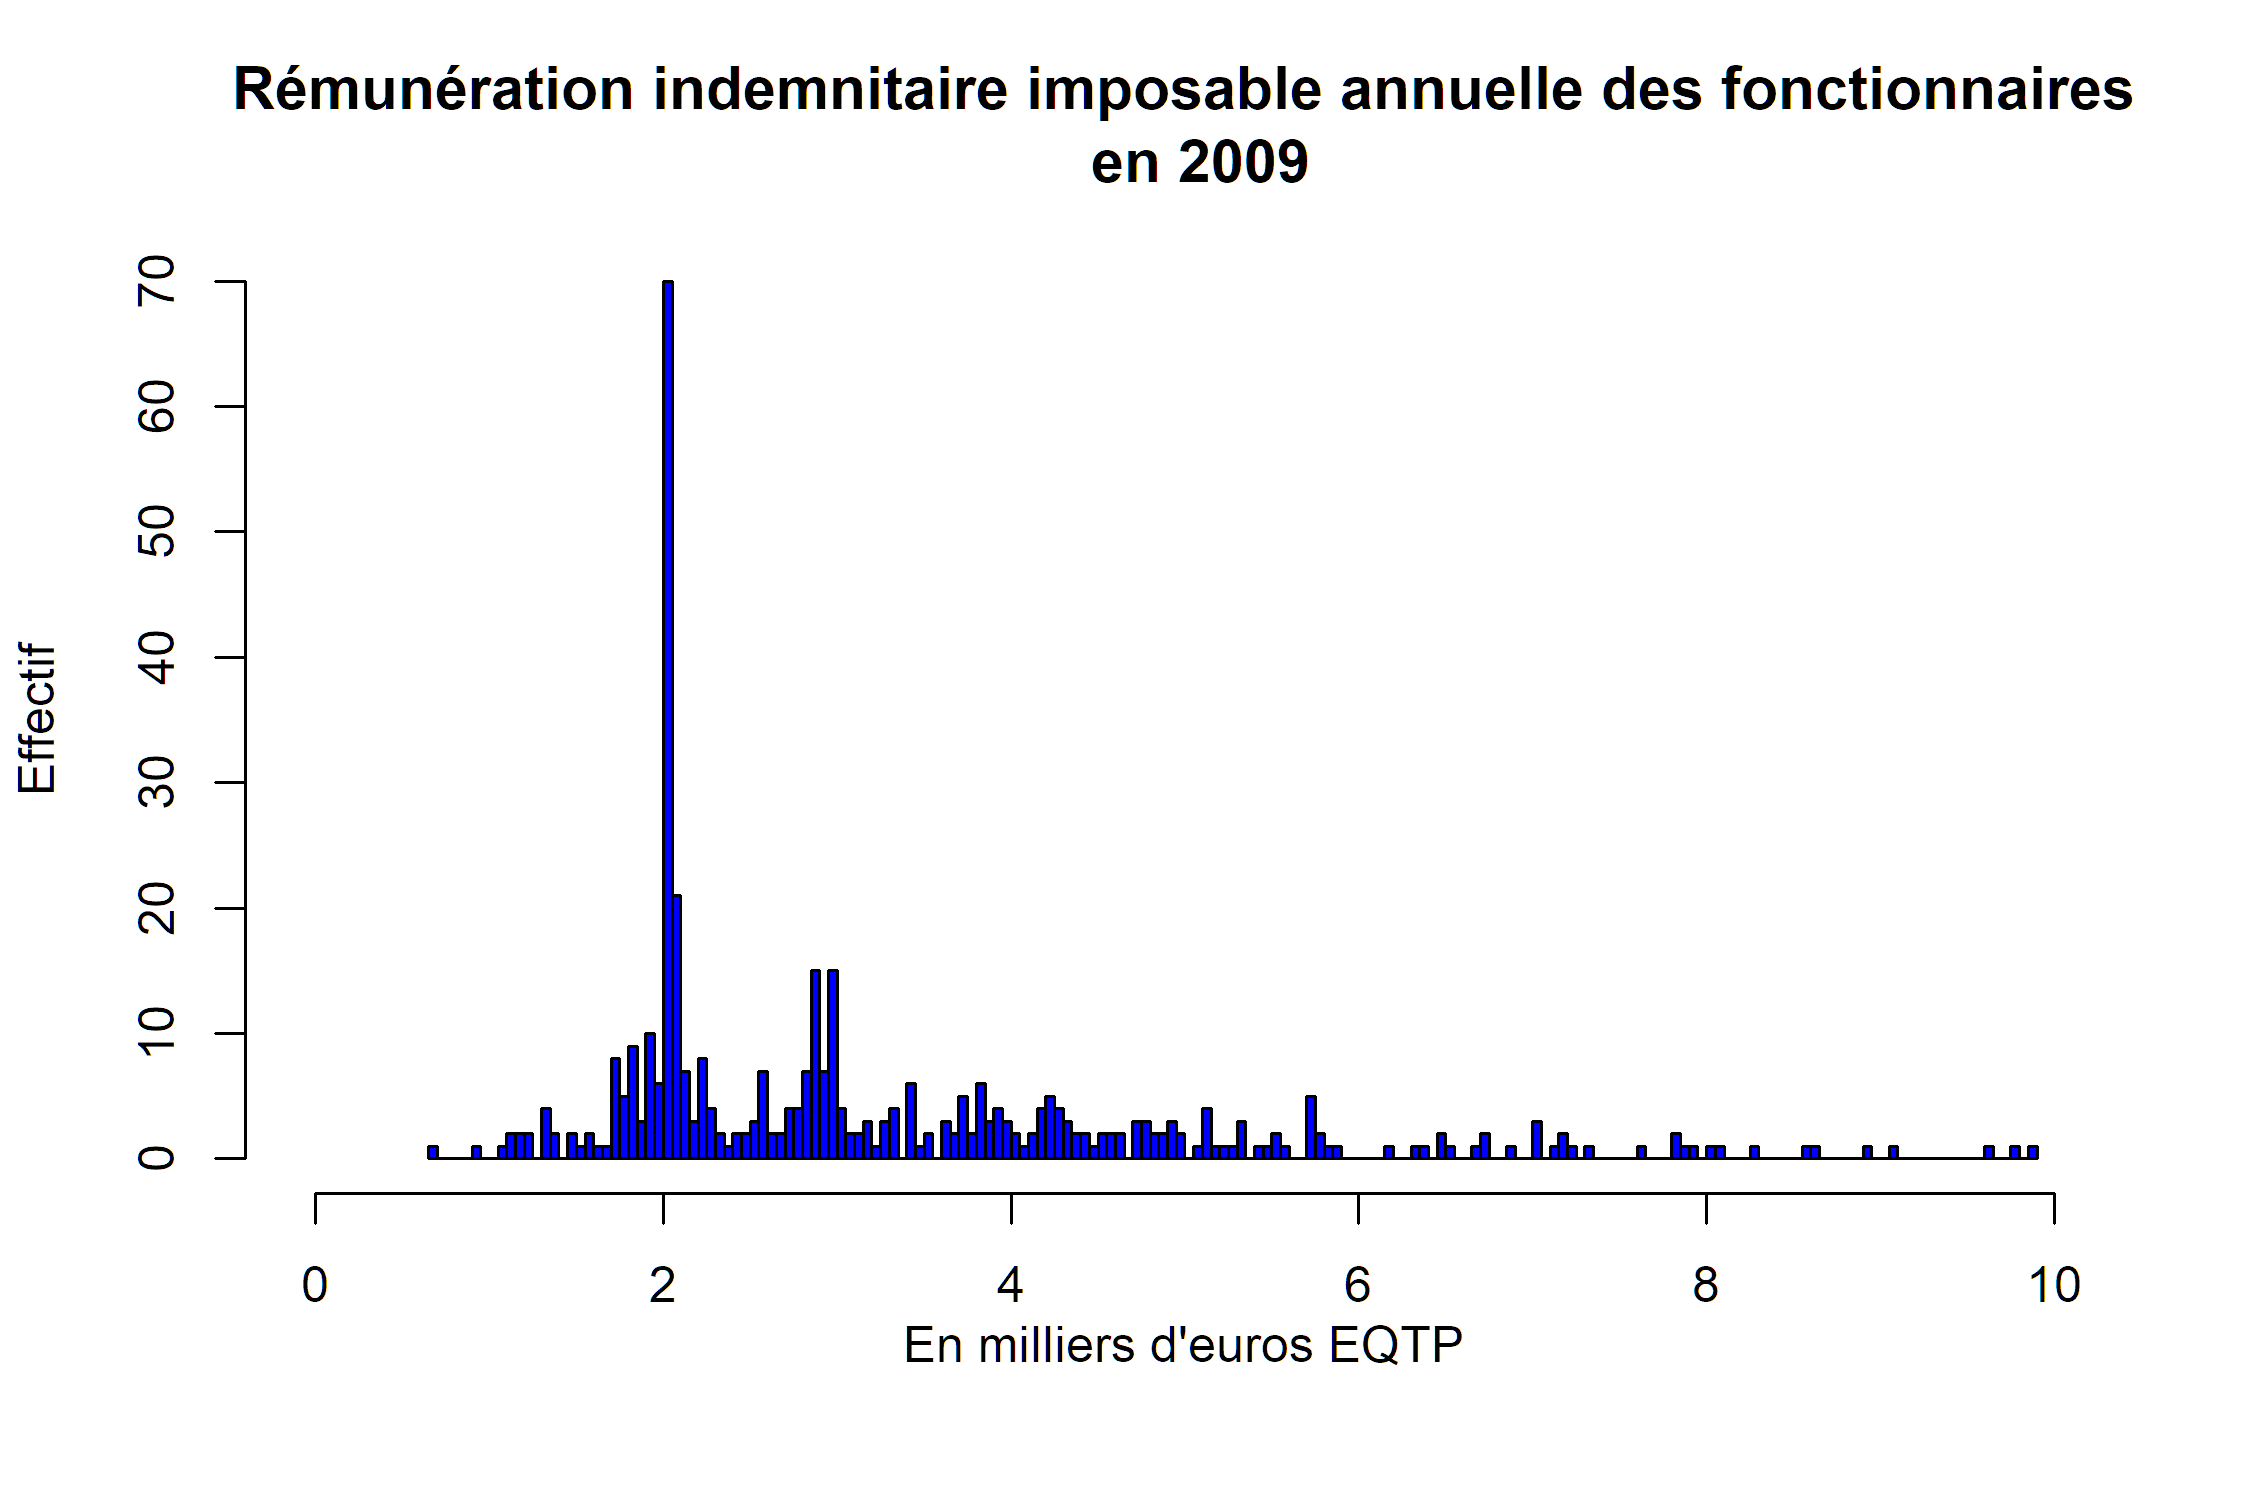 Rémunération indemnitaire imposable annuelle des fonctionnaires
en 2009
70
60
50
40
30
20
10
0
Effectif
0 2 4 6 8 10
En milliers d'euros EQTP